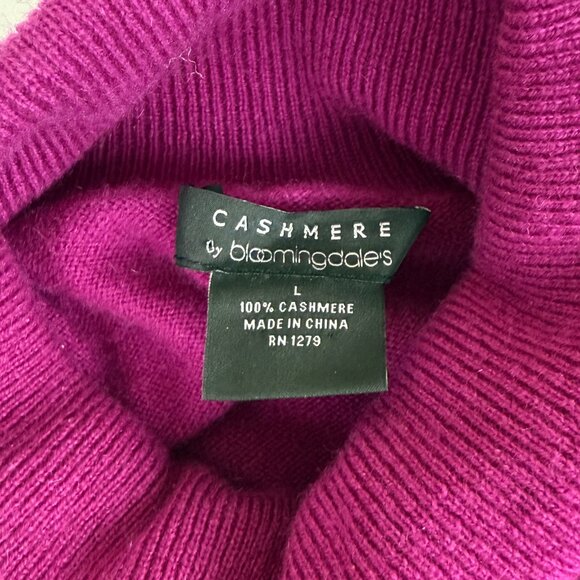 CASHMERE
by bloomingdale's
L
100% CASHMERE
MADE IN CHINA
RN 1279